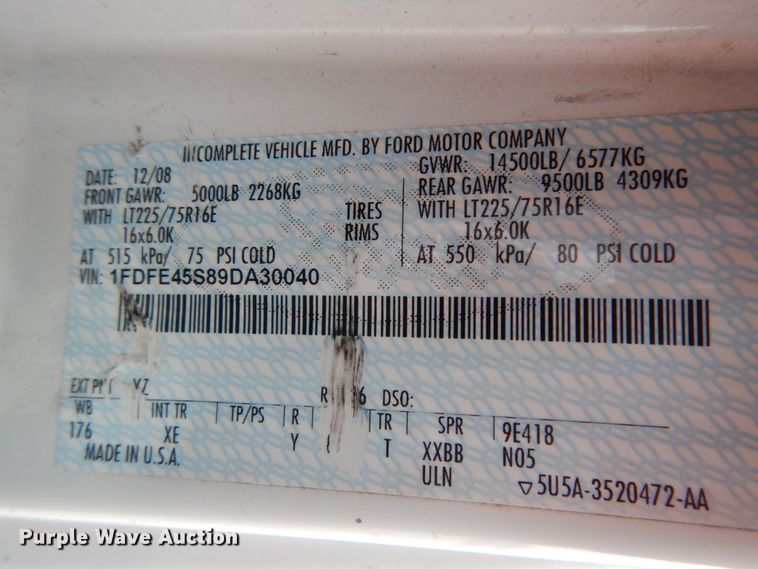 INCOMPLETE VEHICLE MFD. BY FORD MOTOR COMPANY
DATE: 12/08 GVWR: 14500LB/ 6577KG
FRONT GAWR: 5000LB 2268KG REAR GAWR: 9500LB 4309KG
WITH LT225/75R16E TIRES WITH LT225/75R16E
16x6.0K RIMS 16x6.0K
AT 515 kPa/ 75 PSI COLD AT 550 kPa/ 80 PSI COLD
VIN: 1FDFE45S89DA30040
EXT DSO:
WB INT TR TP/PS R TR SPR 9E418
176 XE Y T XXBB N05
MADE IN U.S.A. ULN ▽5U5A-3520472-AA
Purple Wave Auction